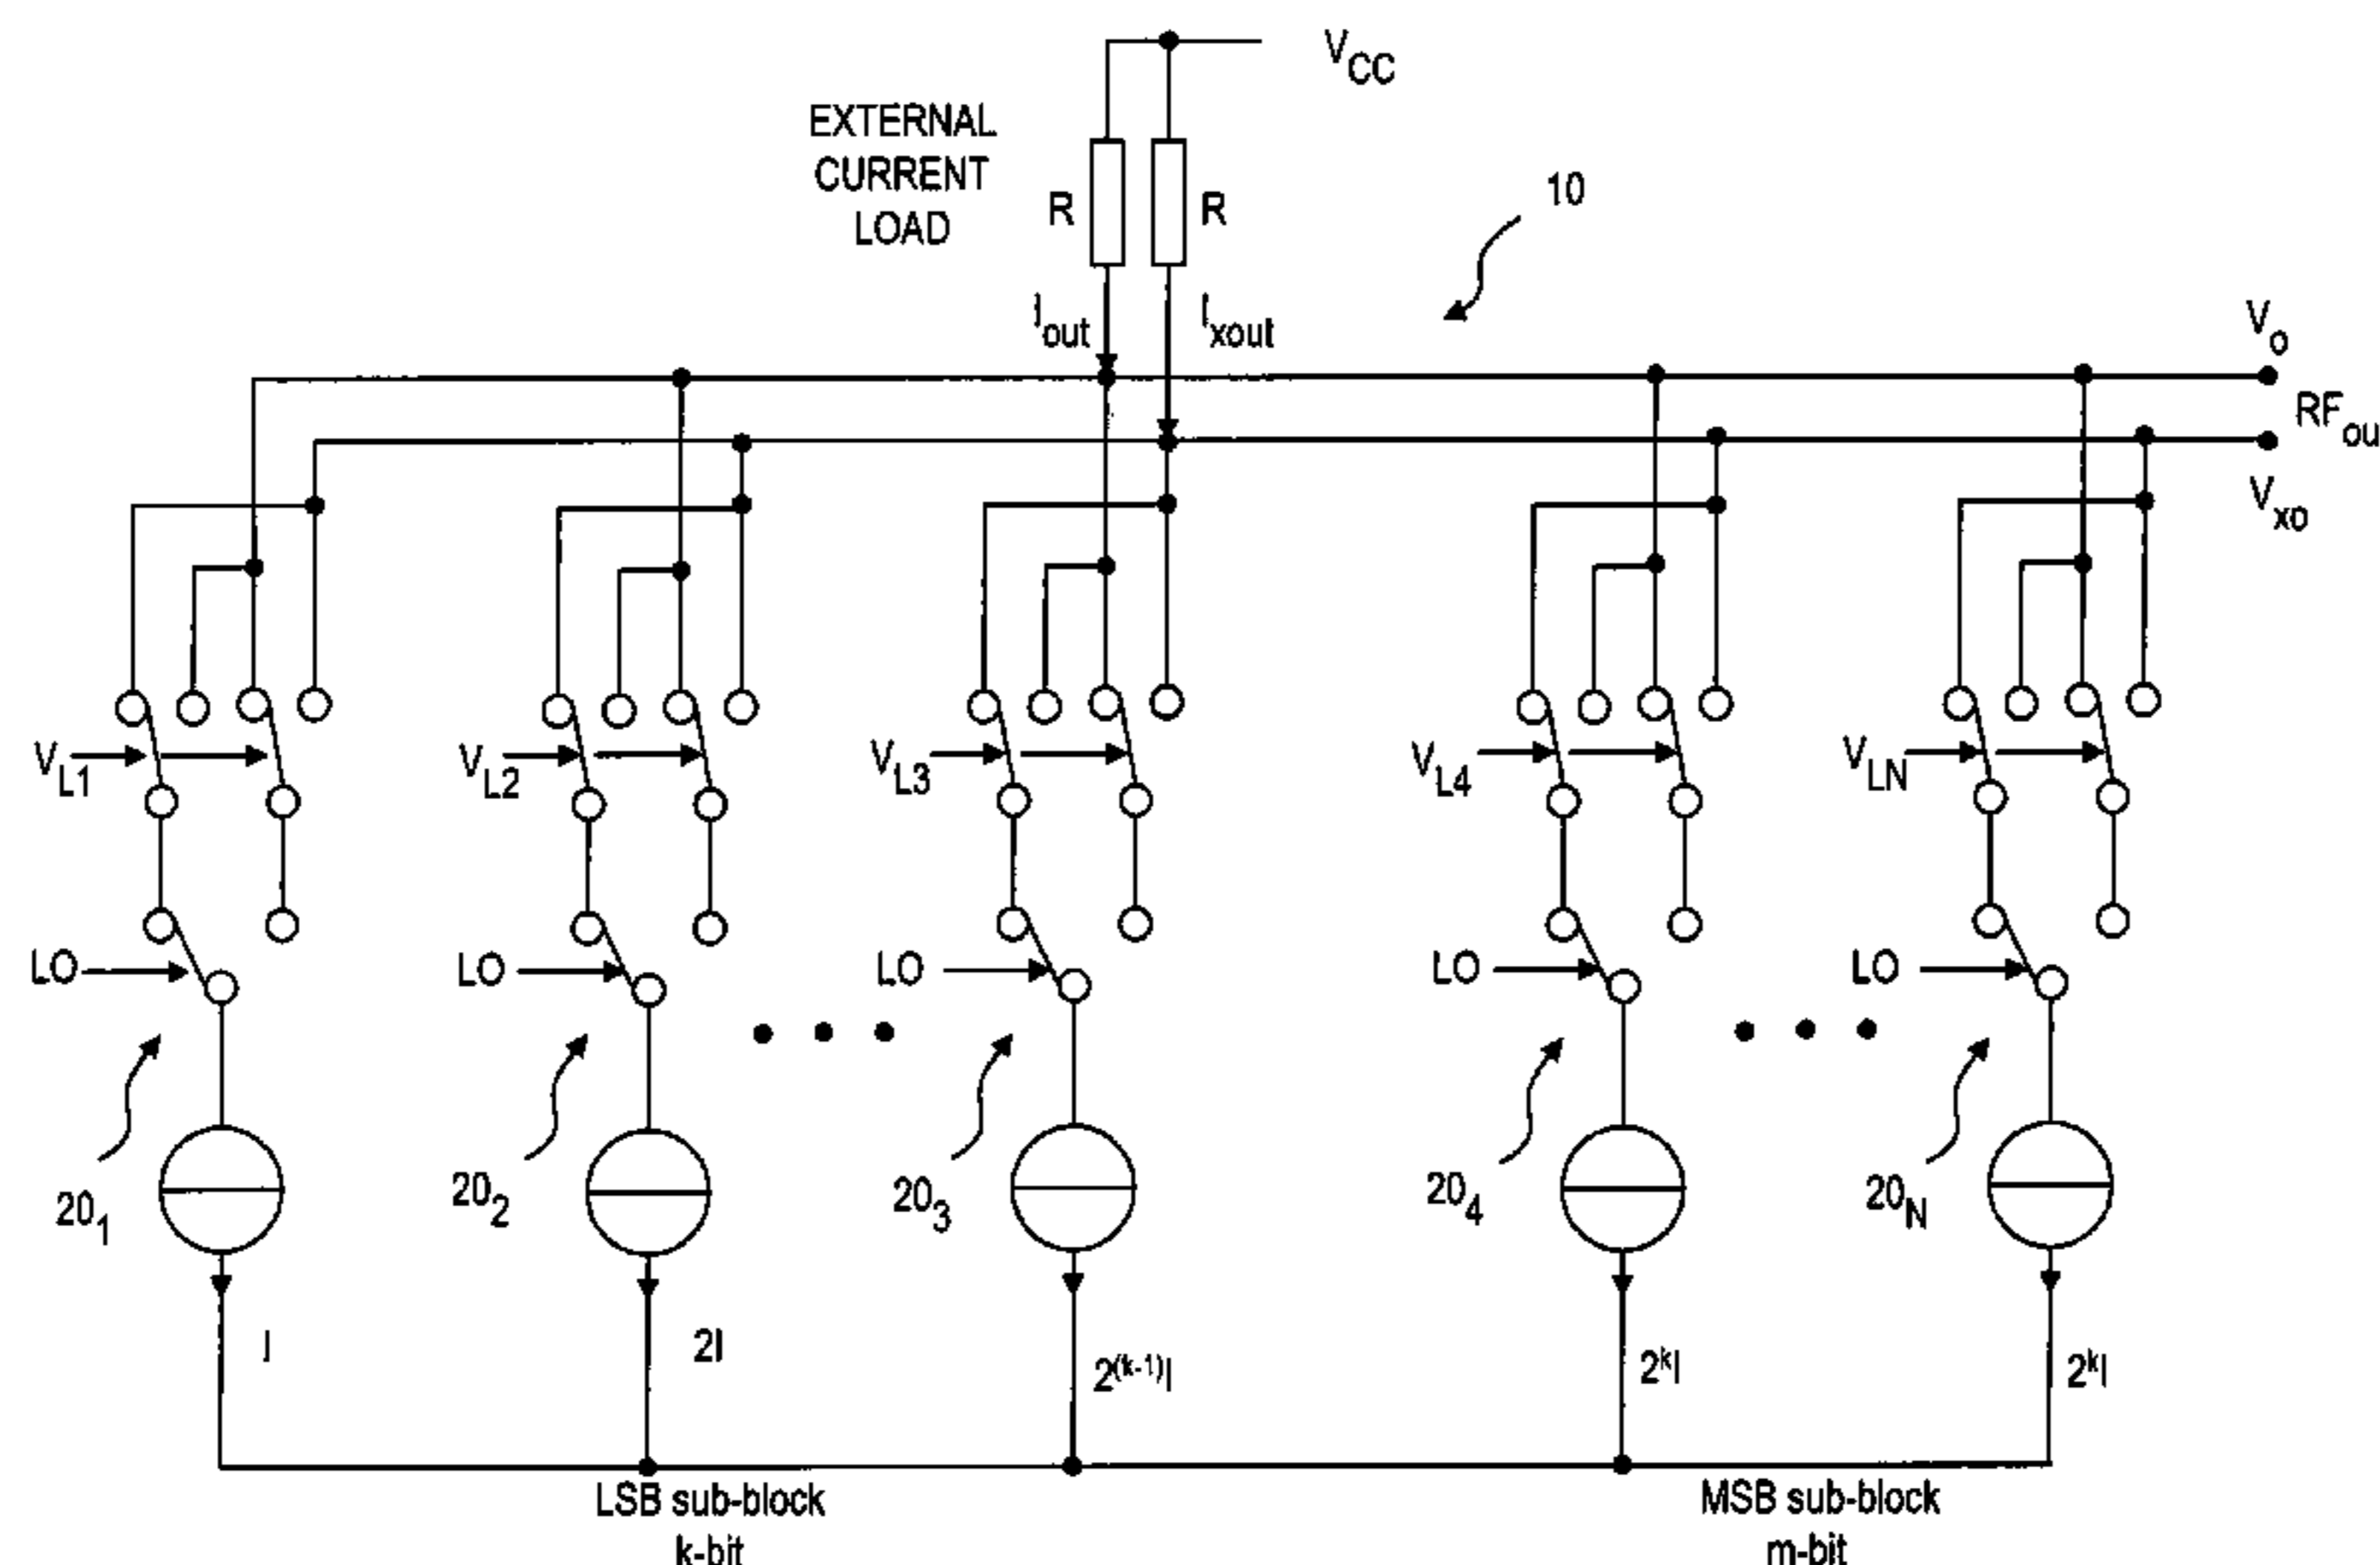 V_CC
EXTERNAL
CURRENT
LOAD
R R
10
I_out I_xout
V_o
RF_ou
V_xo
V_L1 V_L2 V_L3 V_L4 V_LN
LO LO LO LO LO
20_1 20_2 20_3 20_4 20_N
I 2I 2^(k-1)I 2^kI 2^kI
LSB sub-block MSB sub-block
k-bit m-bit